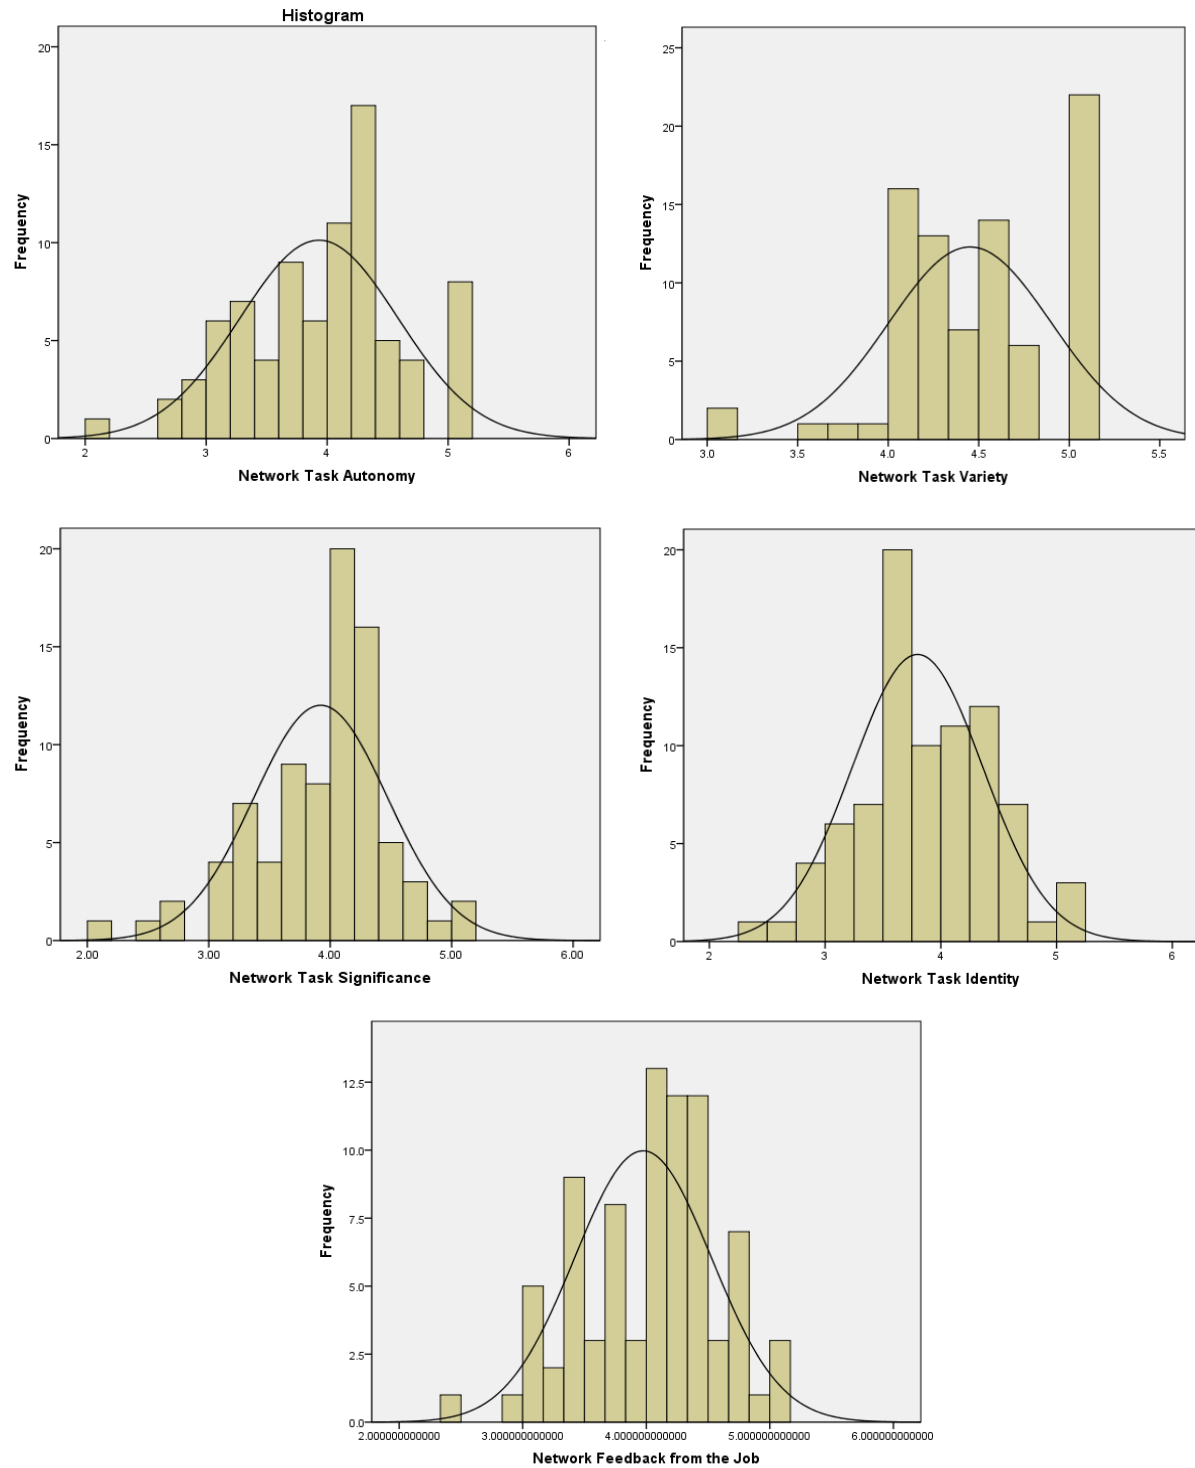 Histogram
20
15
10
5
0
Frequency
2 3 4 5 6
Network Task Autonomy
25
20
15
10
5
0
Frequency
3.0 3.5 4.0 4.5 5.0 5.5
Network Task Variety
20
15
10
5
0
Frequency
2.00 3.00 4.00 5.00 6.00
Network Task Significance
20
15
10
5
0
Frequency
2 3 4 5 6
Network Task Identity
12.5
10.0
7.5
5.0
2.5
0.0
Frequency
2.000000000000 3.000000000000 4.000000000000 5.000000000000 6.000000000000
Network Feedback from the Job